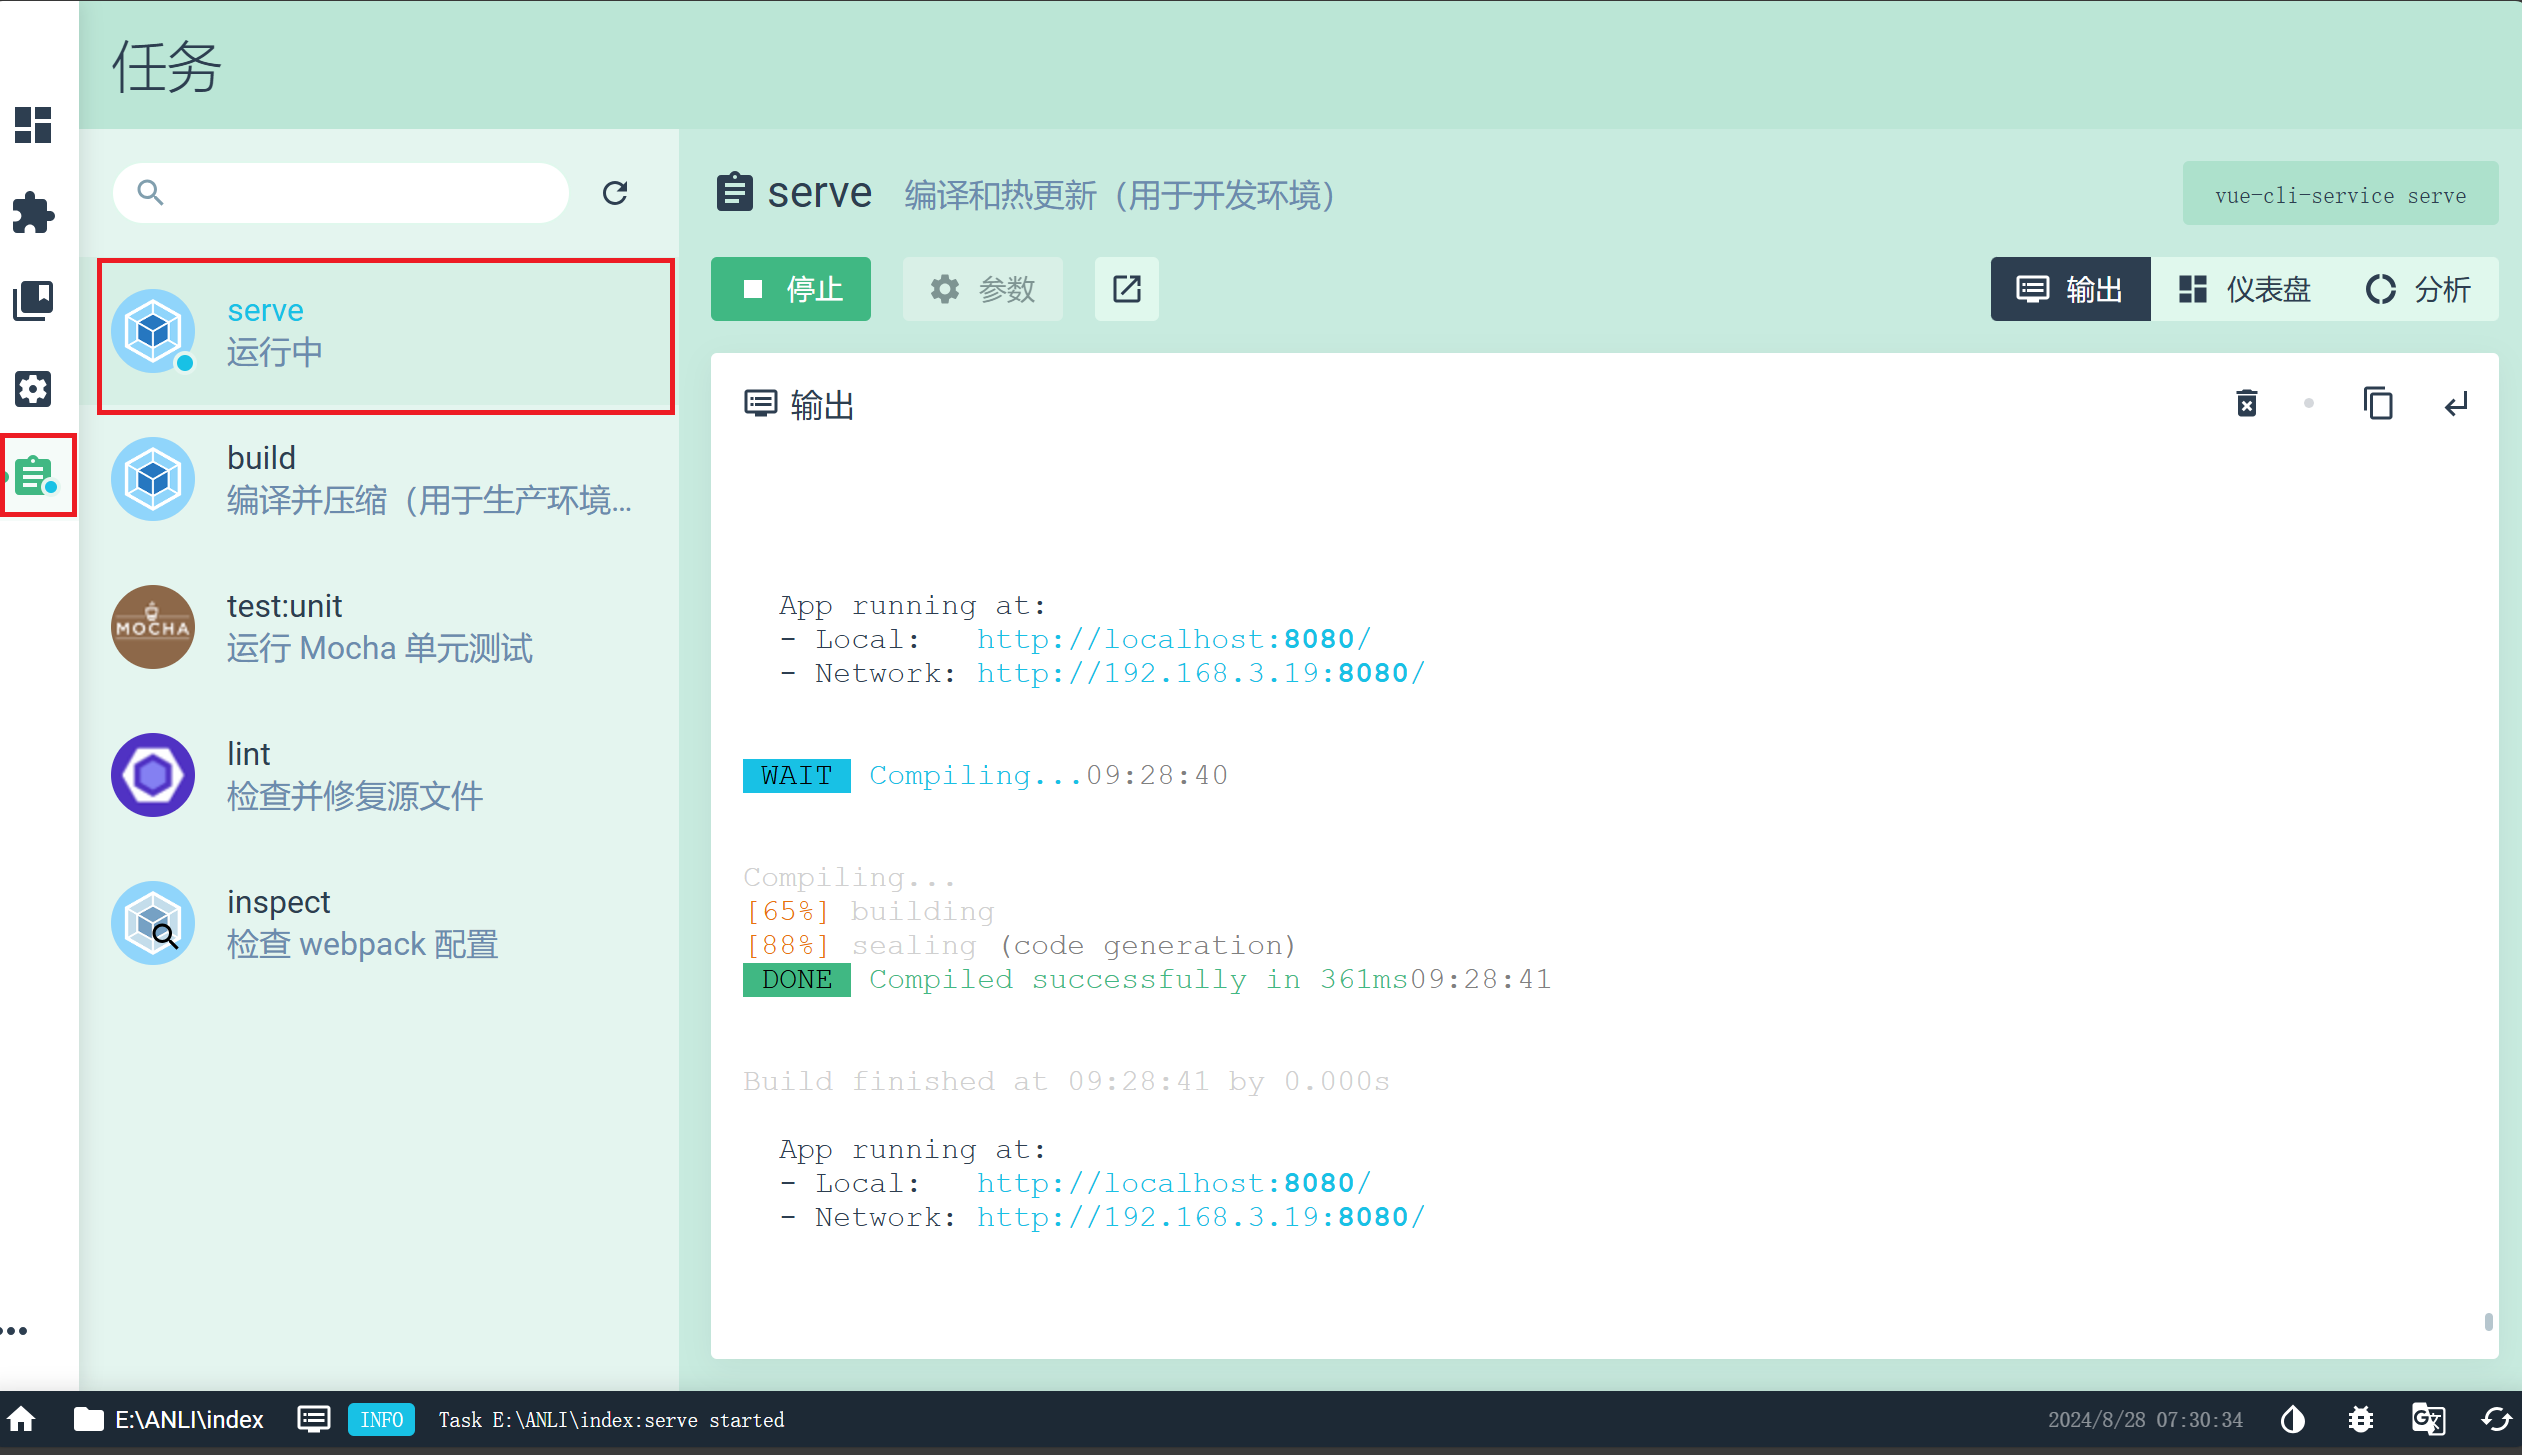 任务
serve
运行中
build
编译并压缩（用于生产环境...
MOCHA
test:unit
运行 Mocha 单元测试
lint
检查并修复源文件
inspect
检查 webpack 配置
serve 编译和热更新（用于开发环境）
vue-cli-service serve
停止 参数
输出 仪表盘 分析
输出
App running at:
- Local: http://localhost:8080/
- Network: http://192.168.3.19:8080/
WAIT Compiling...09:28:40
Compiling...
[65%] building
[88%] sealing (code generation)
DONE Compiled successfully in 361ms09:28:41
Build finished at 09:28:41 by 0.000s
App running at:
- Local: http://localhost:8080/
- Network: http://192.168.3.19:8080/
E:\ANLI\index INFO Task E:\ANLI\index:serve started 2024/8/28 07:30:34